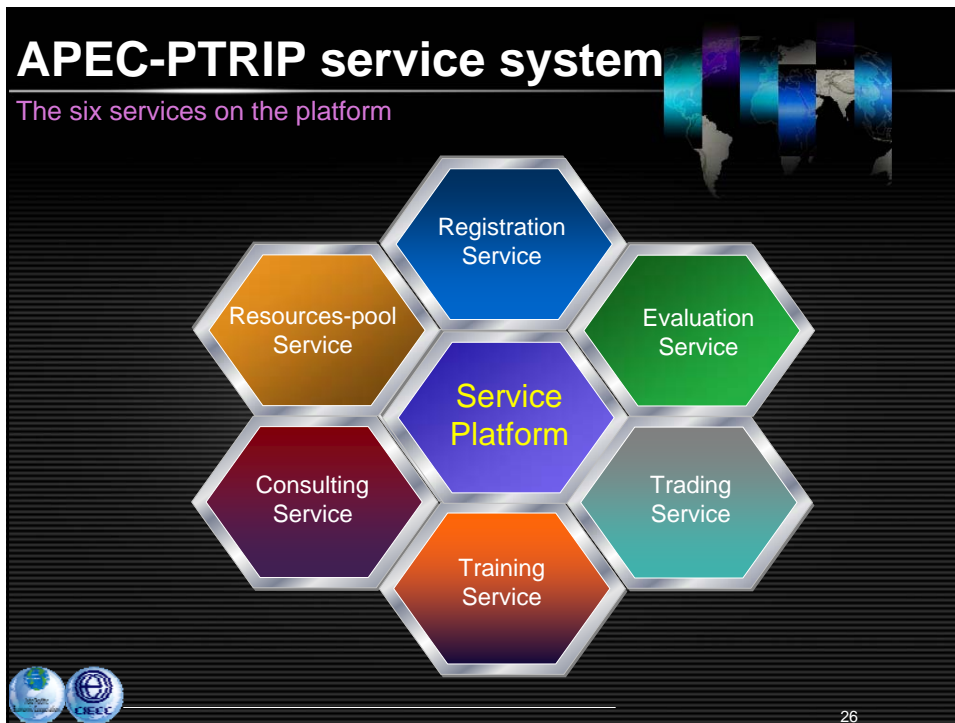 APEC-PTRIP service system
The six services on the platform
Registration
Service
Resources-pool
Service
Evaluation
Service
Service
Platform
Consulting
Service
Trading
Service
Training
Service
CIECC
26